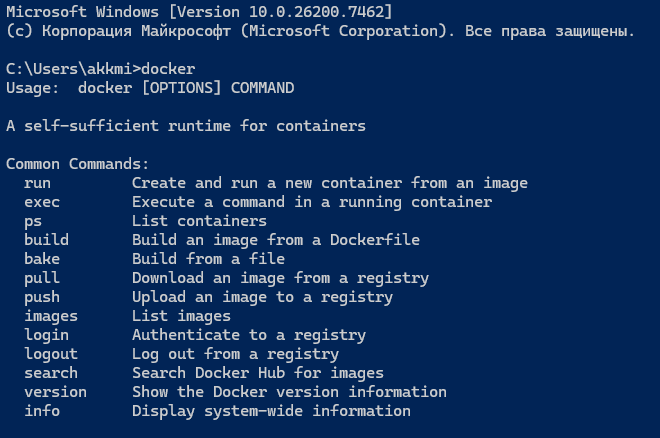 Microsoft Windows [Version 10.0.26200.7462]
(c) Корпорация Майкрософт (Microsoft Corporation). Все права защищены.

C:\Users\akkmi>docker
Usage:  docker [OPTIONS] COMMAND

A self-sufficient runtime for containers

Common Commands:
  run         Create and run a new container from an image
  exec        Execute a command in a running container
  ps          List containers
  build       Build an image from a Dockerfile
  bake        Build from a file
  pull        Download an image from a registry
  push        Upload an image to a registry
  images      List images
  login       Authenticate to a registry
  logout      Log out from a registry
  search      Search Docker Hub for images
  version     Show the Docker version information
  info        Display system-wide information